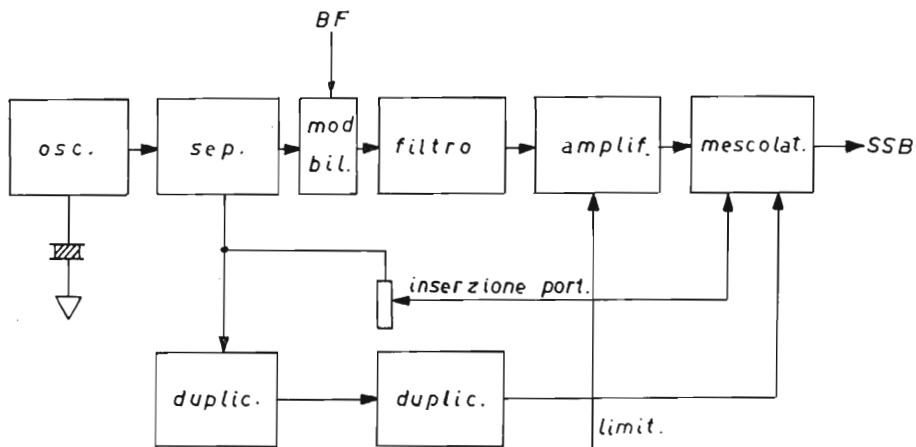 BF
osc.
sep.
mod
bil.
filtro
amplif.
mescolat.
SSB
inserzione port.
duplic.
duplic.
limit.